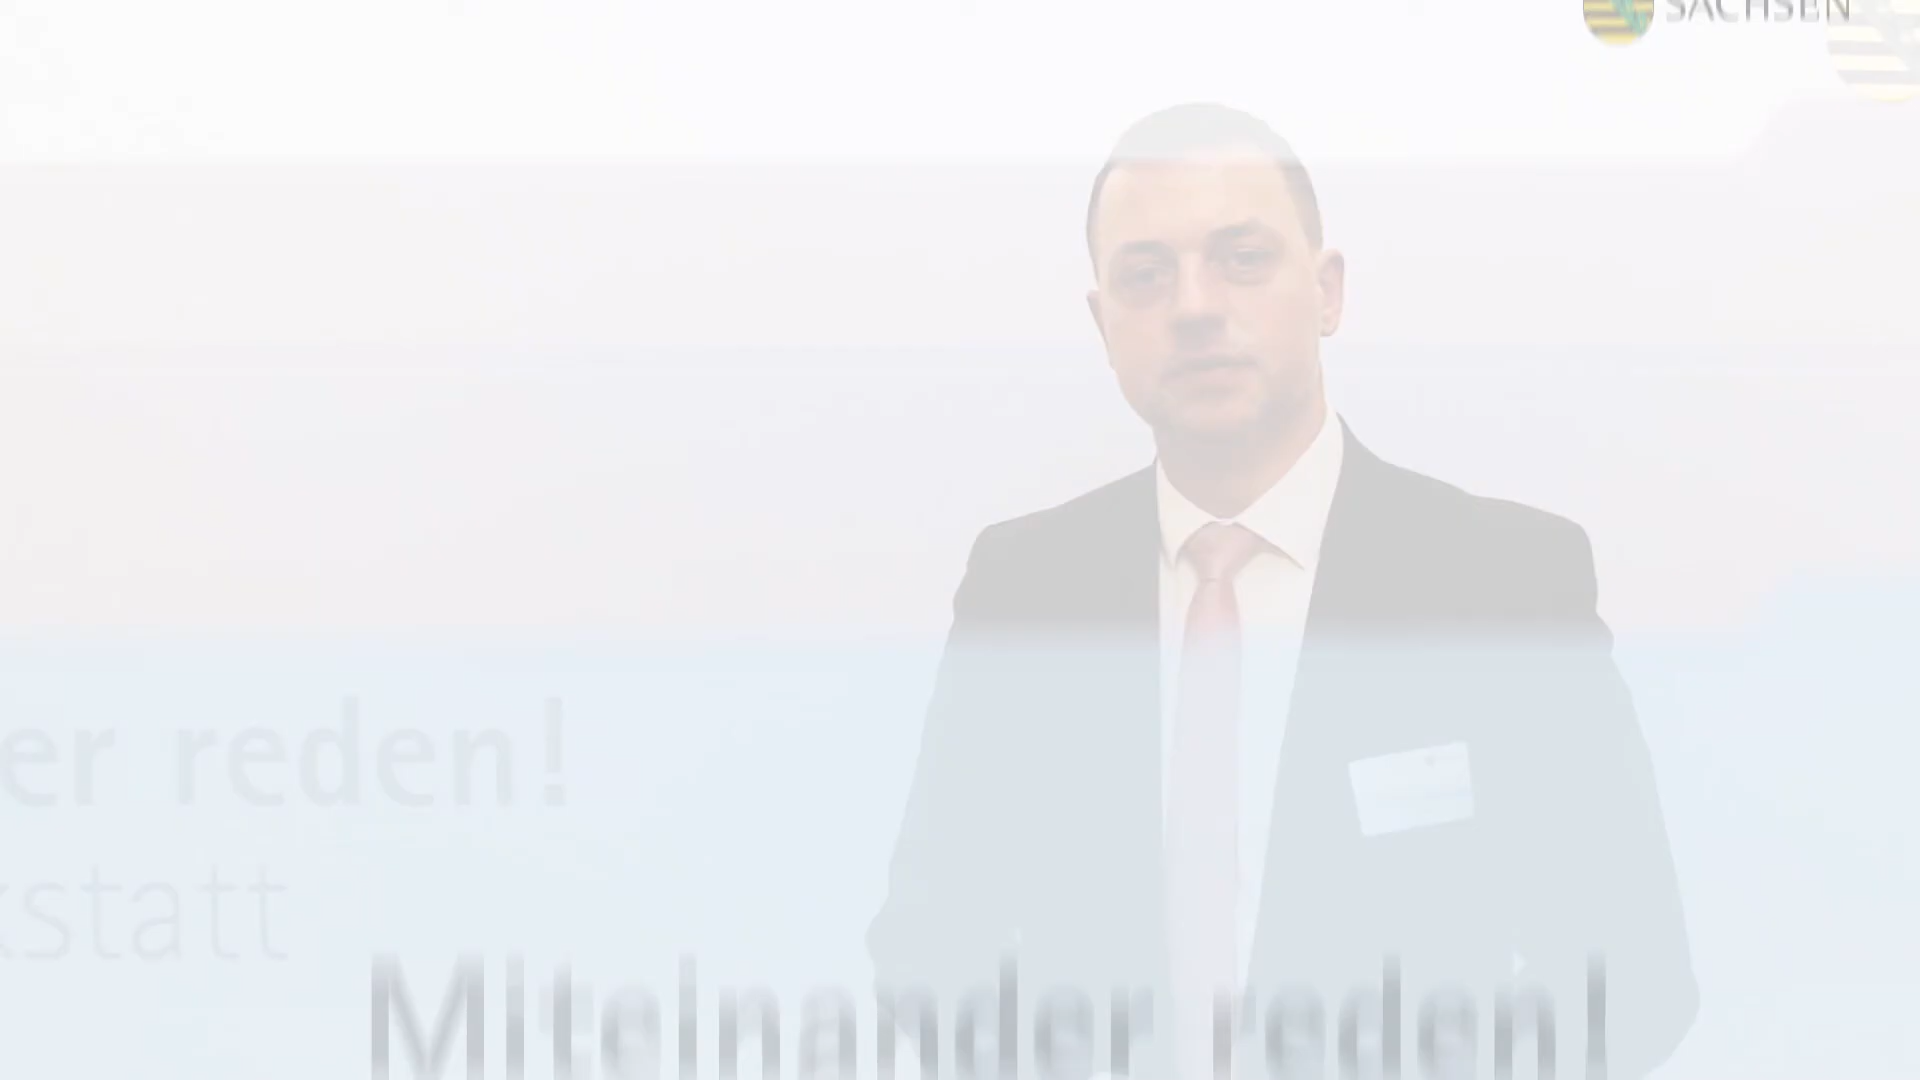 SACHSEN
er reden!
kstatt
Miteinander reden!